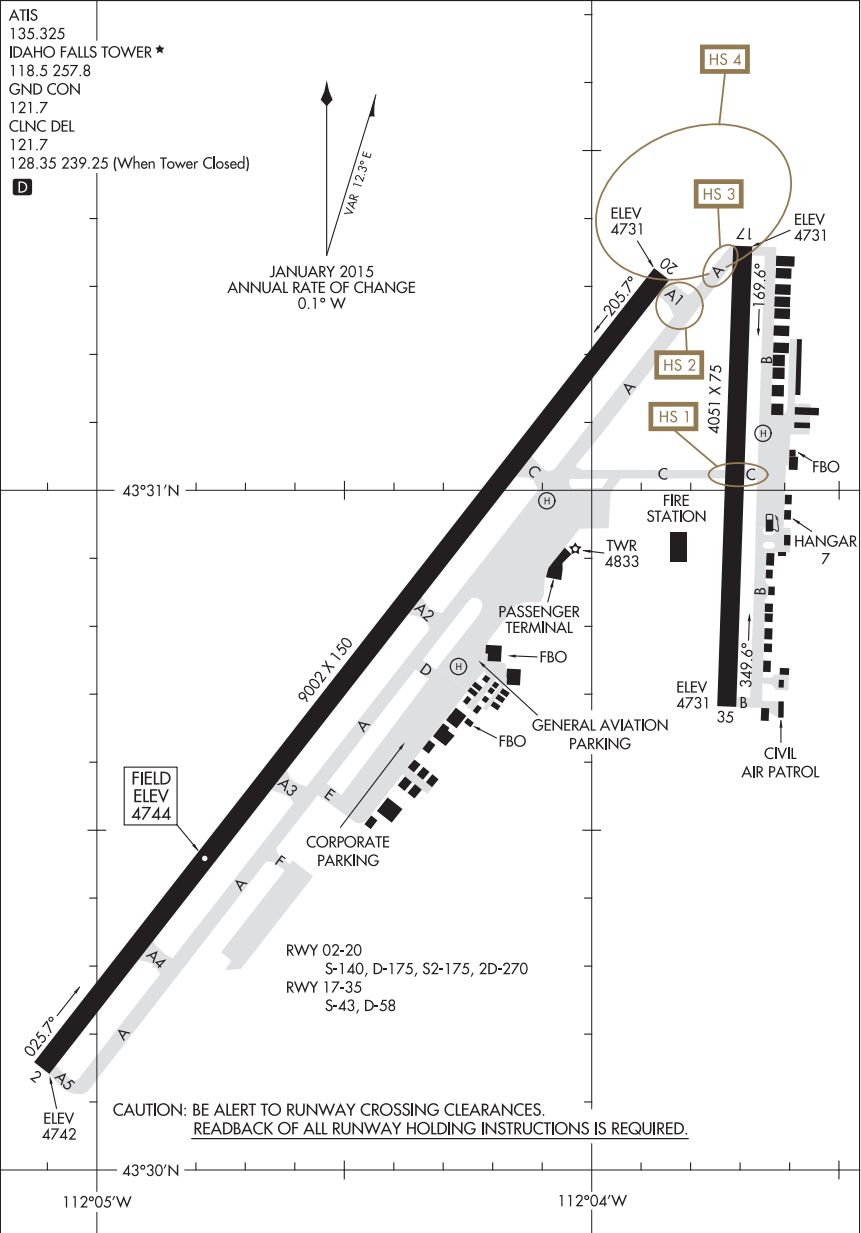 ATIS
135.325
IDAHO FALLS TOWER ★
118.5 257.8
GND CON
121.7
CLNC DEL
121.7
128.35 239.25 (When Tower Closed)
D
VAR 12.3° E
JANUARY 2015
ANNUAL RATE OF CHANGE
0.1° W
HS 4
HS 3
ELEV
4731
ELEV
4731
20
17
A
A1
205.7°
169.6°
HS 2
B
A
4051 X 75
HS 1
H
C
C
C
FBO
43°31'N
H
FIRE
STATION
HANGAR
7
TWR
4833
A2
PASSENGER
TERMINAL
B
9002 X 150
D
H
FBO
349.6°
ELEV
4731
B
35
A
GENERAL AVIATION
PARKING
FBO
CIVIL
AIR PATROL
FIELD
ELEV
4744
A3
E
CORPORATE
PARKING
F
A
RWY 02-20
S-140, D-175, S2-175, 2D-270
RWY 17-35
S-43, D-58
A4
025.7°
A
2
A5
ELEV
4742
CAUTION: BE ALERT TO RUNWAY CROSSING CLEARANCES.
READBACK OF ALL RUNWAY HOLDING INSTRUCTIONS IS REQUIRED.
43°30'N
112°05'W
112°04'W